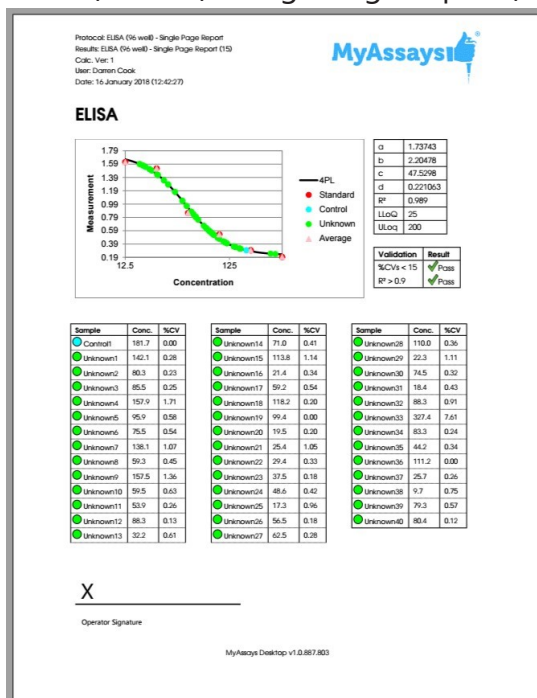 Protocol: ELISA (96 well) - Single Page Report
Results: ELISA (96 well) - Single Page Report (15)
Calc. Ver: 1
User: Darren Cook
Date: 16 January 2018 (12:42:27)
MyAssays
ELISA
1.79
1.59
1.39
1.19
0.99
0.79
0.59
0.39
0.19
Measurement
12.5 125
Concentration
4PL
Standard
Control
Unknown
Average
a 1.73743
b 2.20478
c 47.5298
d 0.221063
R² 0.989
LLoQ 25
ULoq 200
Validation Result
%CVs < 15 Pass
R² > 0.9 Pass
Sample Conc. %CV
Control1 181.7 0.00
Unknown1 142.1 0.28
Unknown2 80.3 0.23
Unknown3 85.5 0.25
Unknown4 157.9 1.71
Unknown5 95.9 0.58
Unknown6 75.5 0.54
Unknown7 138.1 1.07
Unknown8 59.3 0.45
Unknown9 157.5 1.36
Unknown10 59.5 0.63
Unknown11 53.9 0.26
Unknown12 88.3 0.13
Unknown13 32.2 0.61
Sample Conc. %CV
Unknown14 71.0 0.41
Unknown15 113.8 1.14
Unknown16 21.4 0.34
Unknown17 59.2 0.54
Unknown18 118.2 0.20
Unknown19 99.4 0.00
Unknown20 19.5 0.20
Unknown21 25.4 1.05
Unknown22 29.4 0.33
Unknown23 37.5 0.18
Unknown24 48.6 0.42
Unknown25 17.3 0.96
Unknown26 56.5 0.18
Unknown27 62.5 0.28
Sample Conc. %CV
Unknown28 110.0 0.36
Unknown29 22.3 1.11
Unknown30 74.5 0.32
Unknown31 18.4 0.43
Unknown32 88.3 0.91
Unknown33 327.4 7.61
Unknown34 83.3 0.24
Unknown35 44.2 0.34
Unknown36 111.2 0.00
Unknown37 25.7 0.26
Unknown38 9.7 0.75
Unknown39 79.3 0.57
Unknown40 80.4 0.12
X
Operator Signature
MyAssays Desktop v1.0.887.803